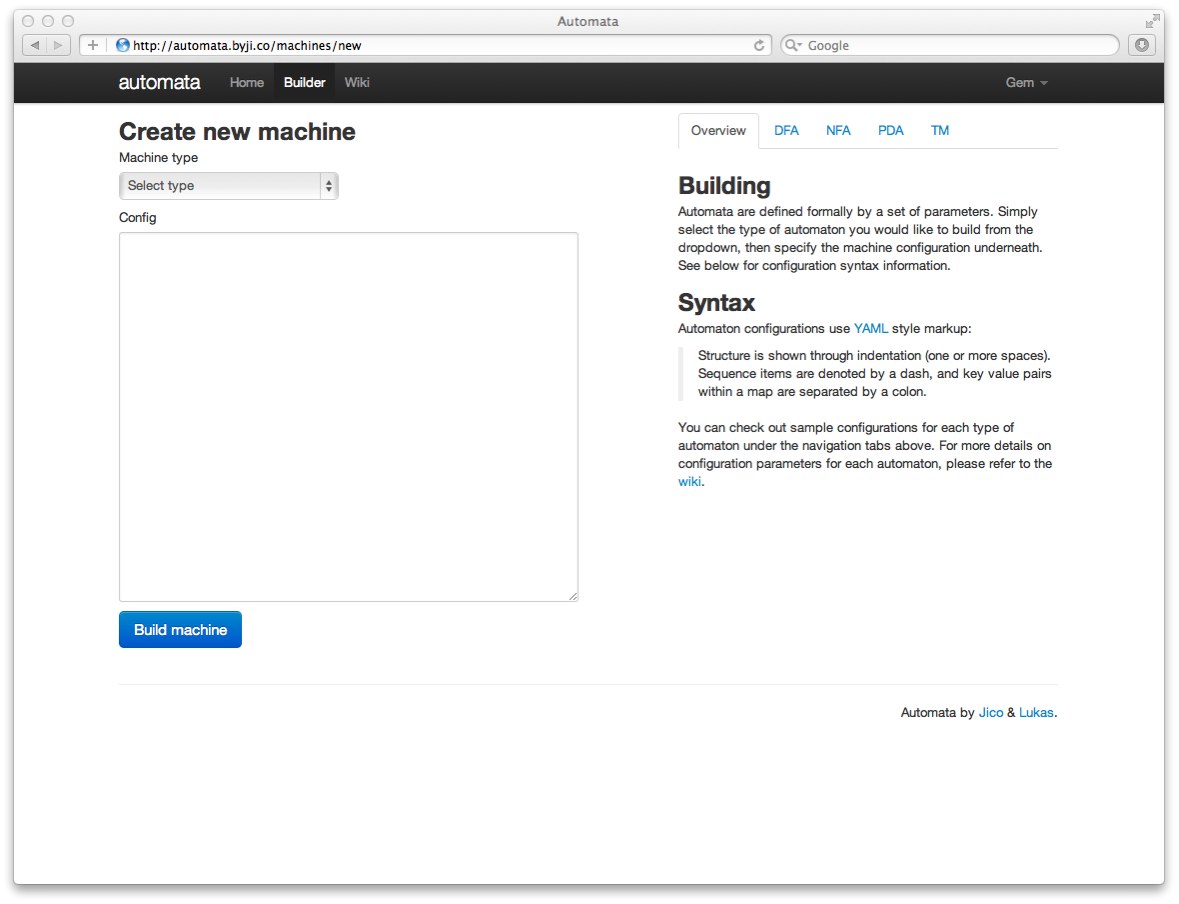 Automata
http://automata.byji.co/machines/new
Google
automata Home Builder Wiki Gem
Create new machine
Machine type
Select type
Config
Build machine
Overview DFA NFA PDA TM
Building
Automata are defined formally by a set of parameters. Simply
select the type of automaton you would like to build from the
dropdown, then specify the machine configuration underneath.
See below for configuration syntax information.
Syntax
Automaton configurations use YAML style markup:
Structure is shown through indentation (one or more spaces).
Sequence items are denoted by a dash, and key value pairs
within a map are separated by a colon.
You can check out sample configurations for each type of
automaton under the navigation tabs above. For more details on
configuration parameters for each automaton, please refer to the
wiki.
Automata by Jico & Lukas.